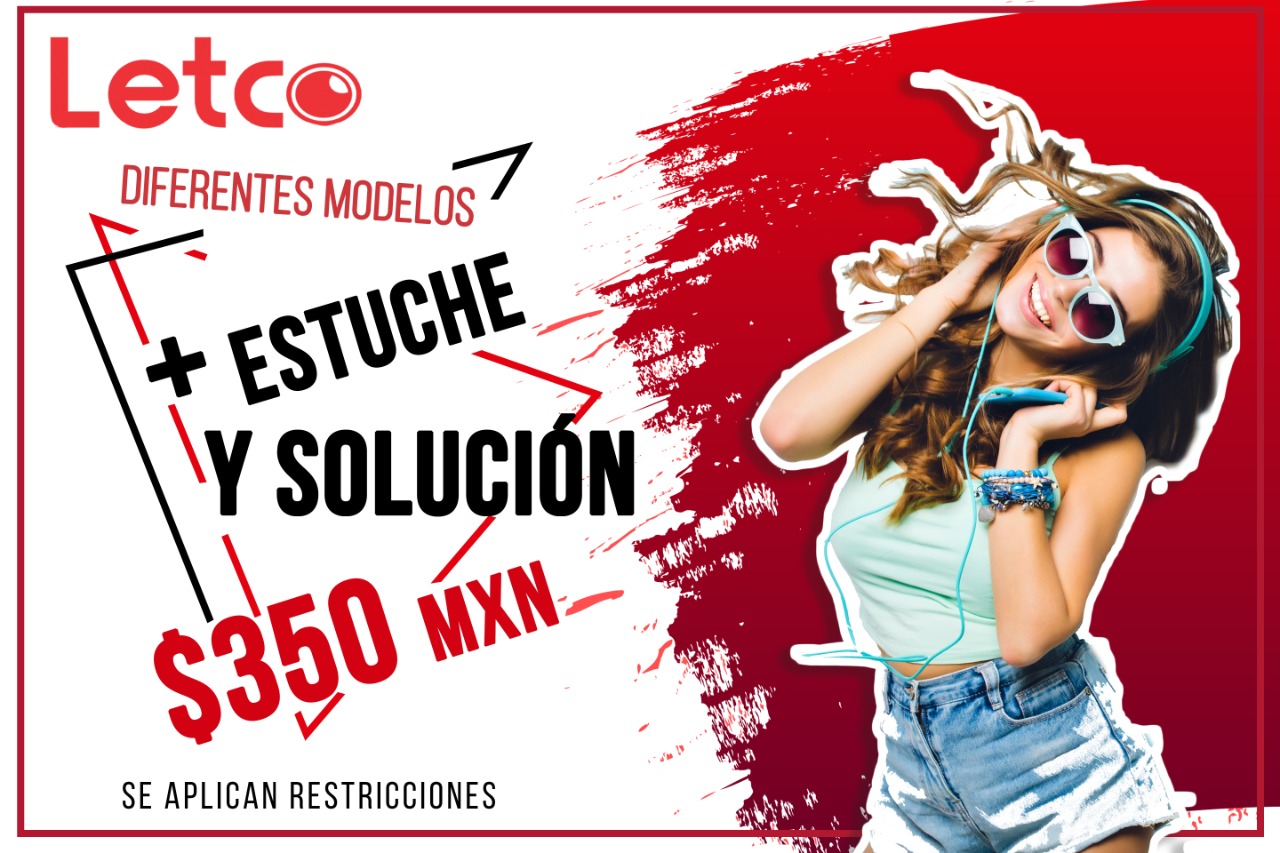 Letco
DIFERENTES MODELOS
+ ESTUCHE
Y SOLUCIÓN
$350 MXN
SE APLICAN RESTRICCIONES